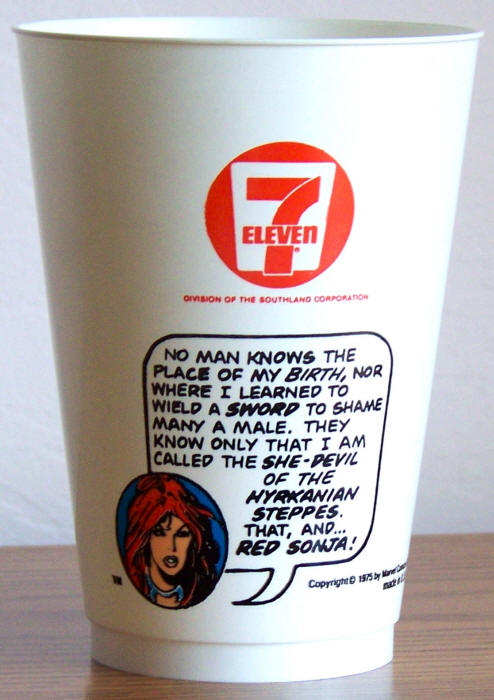 7
ELEVEn
®
DIVISION OF THE SOUTHLAND CORPORATION
NO MAN KNOWS THE
PLACE OF MY BIRTH, NOR
WHERE I LEARNED TO
WIELD A SWORD TO SHAME
MANY A MALE. THEY
KNOW ONLY THAT I AM
CALLED THE SHE-DEVIL
OF THE
HYRKANIAN
STEPPES.
THAT, AND...
RED SONJA!
TM
Copyright © 1975 by Marvel
made